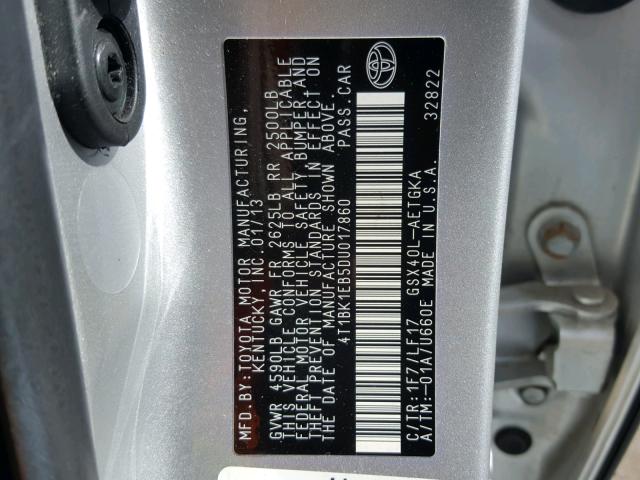 MFD. BY: TOYOTA MOTOR MANUFACTURING,
KENTUCKY, INC. 01/13
GVWR 4590LB GAWR FR 2625LB RR 2500LB
THIS VEHICLE CONFORMS TO ALL APPLICABLE
FEDERAL MOTOR VEHICLE SAFETY, BUMPER AND
THEFT PREVENTION STANDARDS IN EFFECT ON
THE DATE OF MANUFACTURE SHOWN ABOVE.
4T1BK1EB5DU017860 PASS. CAR
C/TR:1F7/LF17 GSX40L-AETGKA
A/TM:-01A/U660E MADE IN U.S.A. 32822